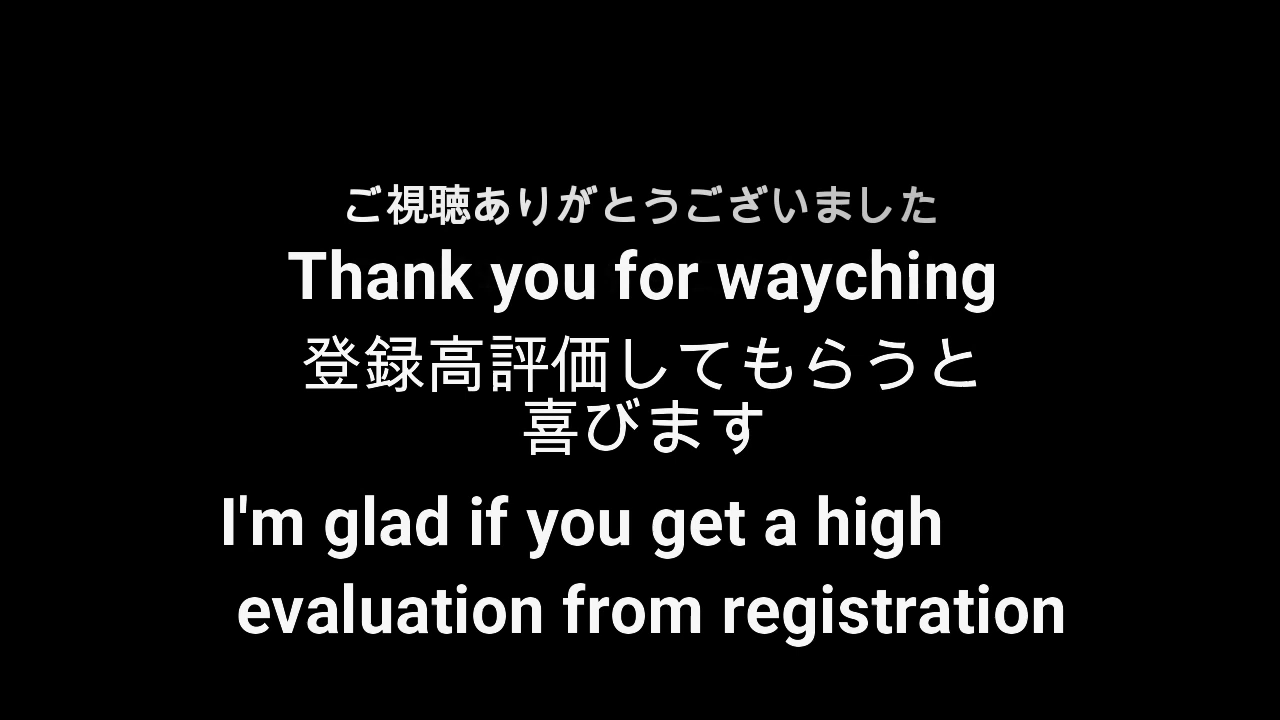 ご視聴ありがとうございました
Thank you for wayching
登録高評価してもらうと
喜びます
I'm glad if you get a high
evaluation from registration